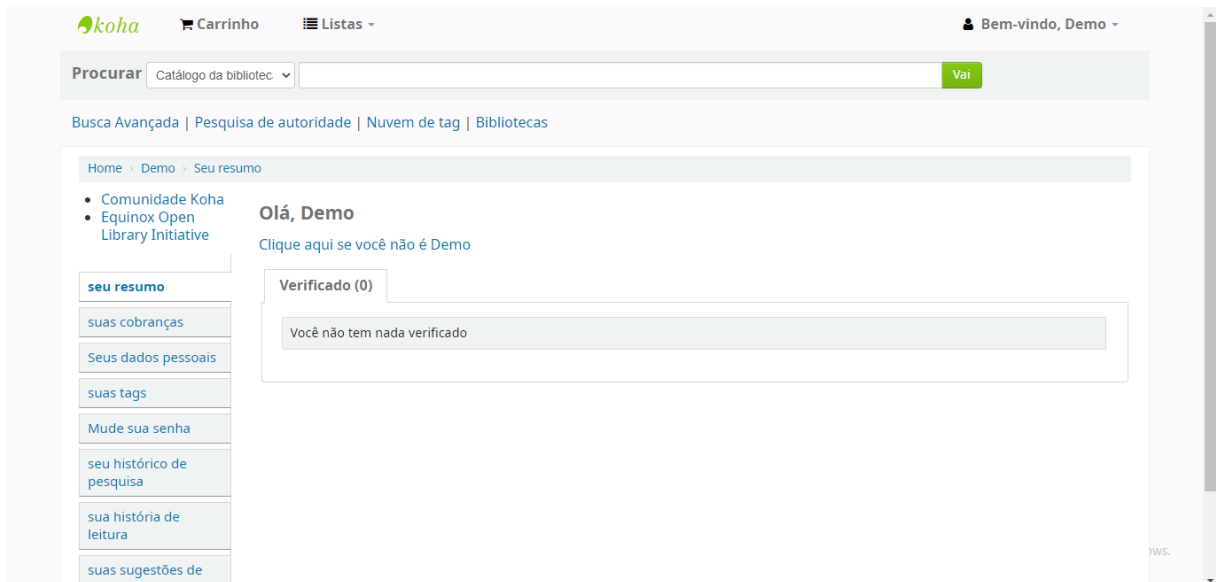 koha Carrinho Listas Bem-vindo, Demo
Procurar Catálogo da bibliotec Vai
Busca Avançada | Pesquisa de autoridade | Nuvem de tag | Bibliotecas
Home › Demo › Seu resumo
Comunidade Koha
Equinox Open
Library Initiative
Olá, Demo
Clique aqui se você não é Demo
Verificado (0)
Você não tem nada verificado
seu resumo
suas cobranças
Seus dados pessoais
suas tags
Mude sua senha
seu histórico de
pesquisa
sua história de
leitura
suas sugestões de
ows.